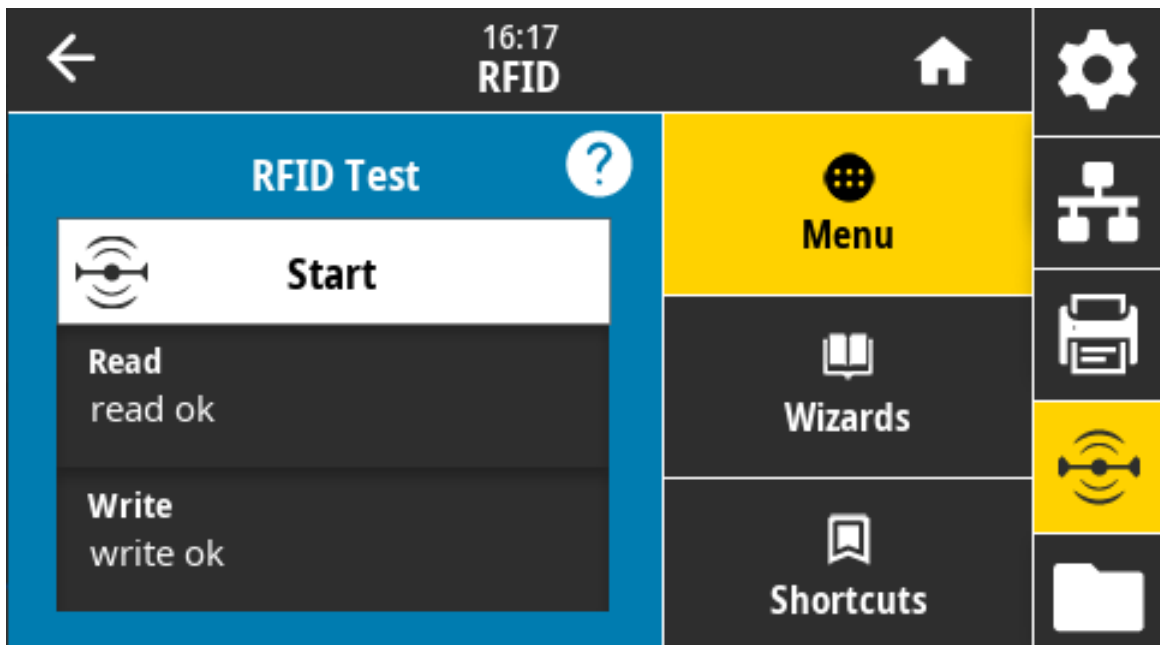 16:17
RFID
RFID Test
?
Start
Read
read ok
Write
write ok
Menu
Wizards
Shortcuts